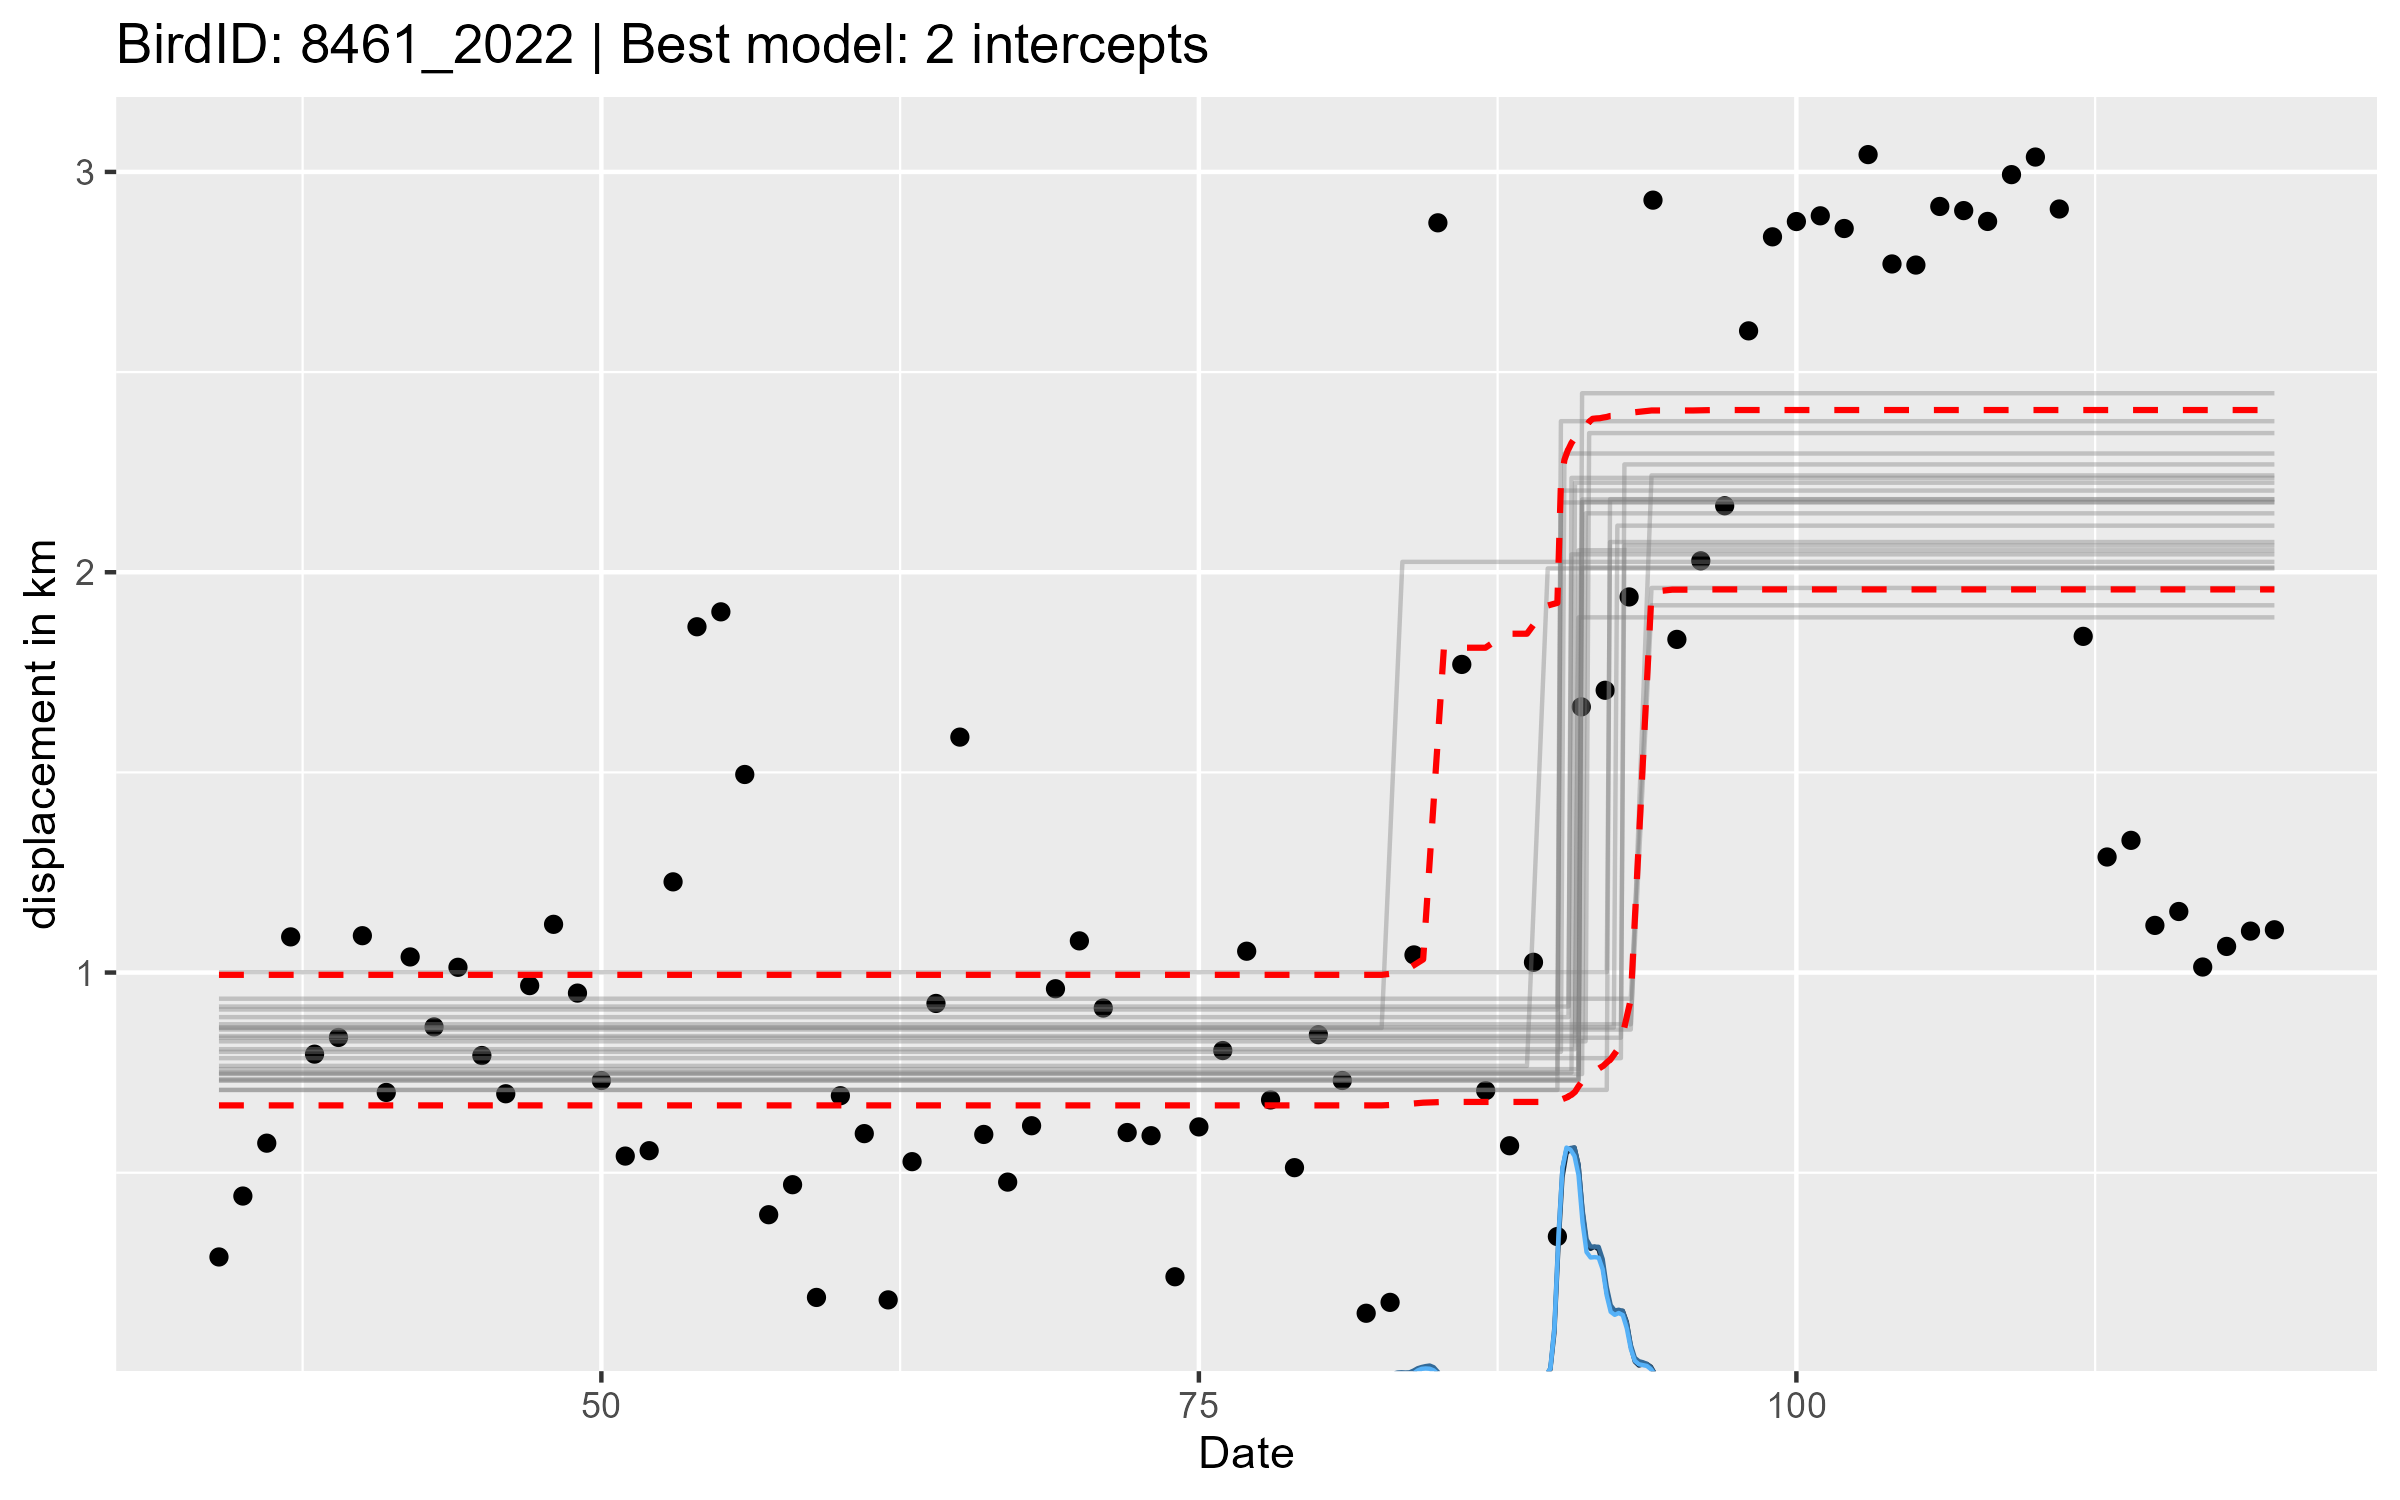 BirdID: 8461_2022 | Best model: 2 intercepts
displacement in km
3
2
1
50
75
100
Date